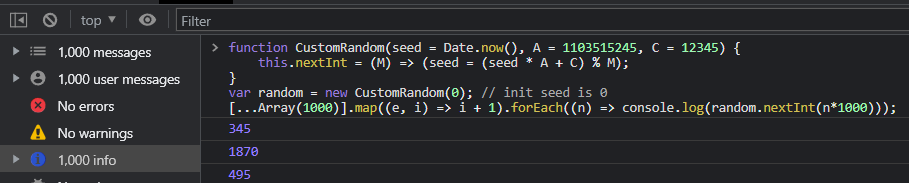 top
Filter
1,000 messages
1,000 user messages
No errors
No warnings
1,000 info
> function CustomRandom(seed = Date.now(), A = 1103515245, C = 12345) {
this.nextInt = (M) => (seed = (seed * A + C) % M);
}
var random = new CustomRandom(0); // init seed is 0
[...Array(1000)].map((e, i) => i + 1).forEach((n) => console.log(random.nextInt(n*1000)));
345
1870
495